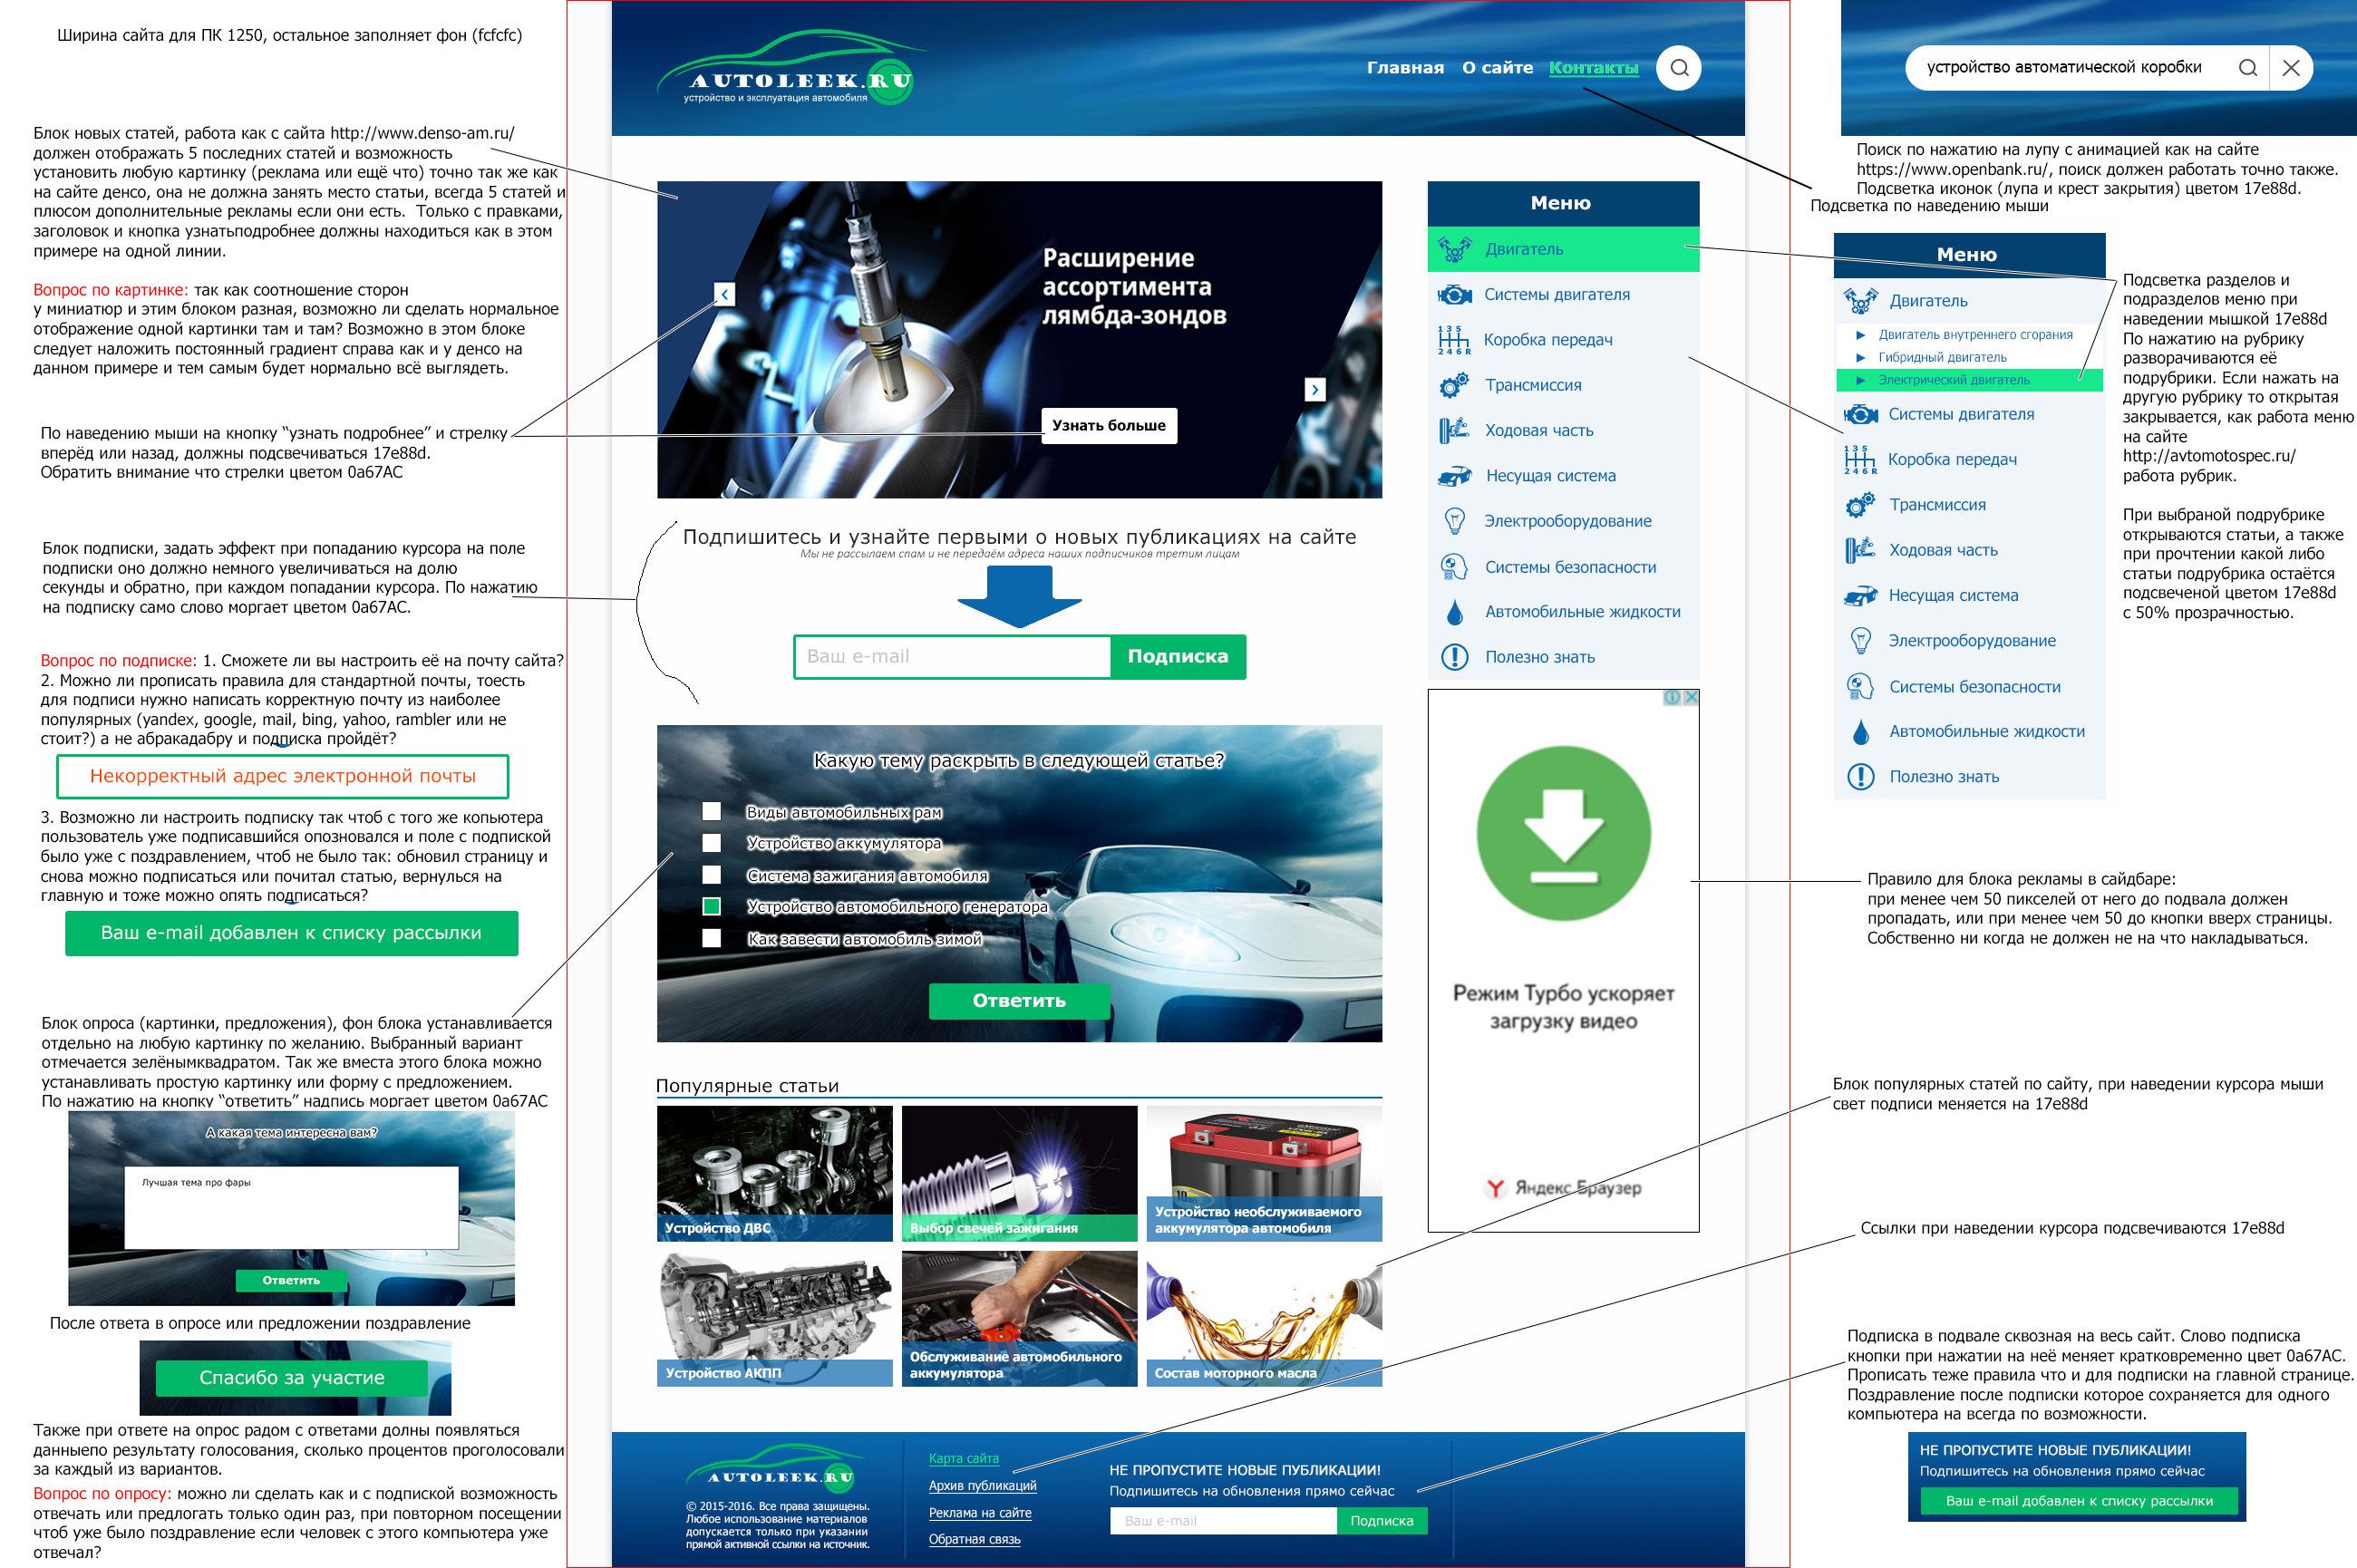 Ширина сайта для ПК 1250, остальное заполняет фон (fcfcfc)
Блок новых статей, работа как с сайта http://www.denso-am.ru/
должен отображать 5 последних статей и возможность
установить любую картинку (реклама или ещё что) точно так же как
на сайте денсо, она не должна занять место статьи, всегда 5 статей и
плюсом дополнительные рекламы если они есть.  Только с правками,
заголовок и кнопка узнатьподробнее должны находиться как в этом
примере на одной линии.
Вопрос по картинке: так как соотношение сторон
у миниатюр и этим блоком разная, возможно ли сделать нормальное
отображение одной картинки там и там? Возможно в этом блоке
следует наложить постоянный градиент справа как и у денсо на
данном примере и тем самым будет нормально всё выглядеть.
По наведению мыши на кнопку “узнать подробнее” и стрелку
вперёд или назад, должны подсвечиваться 17e88d.
Обратить внимание что стрелки цветом 0a67AC
Блок подписки, задать эффект при попаданию курсора на поле
подписки оно должно немного увеличиваться на долю
секунды и обратно, при каждом попадании курсора. По нажатию
на подписку само слово моргает цветом 0a67AC.
Вопрос по подписке: 1. Сможете ли вы настроить её на почту сайта?
2. Можно ли прописать правила для стандартной почты, тоесть
для подписи нужно написать корректную почту из наиболее
популярных (yandex, google, mail, bing, yahoo, rambler или не
стоит?) а не абракадабру и подписка пройдёт?
Некорректный адрес электронной почты
3. Возможно ли настроить подписку так чтоб с того же копьютера
пользователь уже подписавшийся опозновался и поле с подпиской
было уже с поздравлением, чтоб не было так: обновил страницу и
снова можно подписаться или почитал статью, вернулься на
главную и тоже можно опять подписаться?
Ваш e-mail добавлен к списку рассылки
Блок опроса (картинки, предложения), фон блока устанавливается
отдельно на любую картинку по желанию. Выбранный вариант
отмечается зелёнымквадратом. Так же вместа этого блока можно
устанавливать простую картинку или форму с предложением.
По нажатию на кнопку “ответить” надпись моргает цветом 0a67AC
А какая тема интересна вам?
Лучшая тема про фары
Ответить
После ответа в опросе или предложении поздравление
Спасибо за участие
Также при ответе на опрос радом с ответами долны появляться
данныепо результату голосования, сколько процентов проголосовали
за каждый из вариантов.
Вопрос по опросу: можно ли сделать как и с подпиской возможность
отвечать или предлогать только один раз, при повторном посещении
чтоб уже было поздравление если человек с этого компьютера уже
отвечал?
AUTOLEEK.RU
устройство и эксплуатация автомобиля
Главная О сайте Контакты
Расширение
ассортимента
лямбда-зондов
Узнать больше
Подпишитесь и узнайте первыми о новых публикациях на сайте
Мы не рассылаем спам и не передаём адреса наших подписчиков третим лицам
Ваш e-mail Подписка
Какую тему раскрыть в следующей статье?
Виды автомобильных рам
Устройство аккумулятора
Система зажигания автомобиля
Устройство автомобильного генератора
Как завести автомобиль зимой
Ответить
Популярные статьи
Устройство ДВС
Выбор свечей зажигания
Устройство необслуживаемого
аккумулятора автомобиля
Устройство АКПП
Обслуживание автомобильного
аккумулятора
Состав моторного масла
Меню
Двигатель
Системы двигателя
1 3 5
2 4 6 R
Коробка передач
Трансмиссия
Ходовая часть
Несущая система
Электрооборудование
Системы безопасности
Автомобильные жидкости
Полезно знать
Режим Турбо ускоряет
загрузку видео
Яндекс Браузер
AUTOLEEK.RU
© 2015-2016. Все права защищены.
Любое использование материалов
допускается только при указании
прямой активной ссылки на источник.
Карта сайта
Архив публикаций
Реклама на сайте
Обратная связь
НЕ ПРОПУСТИТЕ НОВЫЕ ПУБЛИКАЦИИ!
Подпишитесь на обновления прямо сейчас
Ваш e-mail Подписка
устройство автоматической коробки
Поиск по нажатию на лупу с анимацией как на сайте
https://www.openbank.ru/, поиск должен работать точно также.
Подсветка иконок (лупа и крест закрытия) цветом 17e88d.
Подсветка по наведению мыши
Меню
Двигатель
Двигатель внутреннего сгорания
Гибридный двигатель
Электрический двигатель
Системы двигателя
1 3 5
2 4 6 R
Коробка передач
Трансмиссия
Ходовая часть
Несущая система
Электрооборудование
Системы безопасности
Автомобильные жидкости
Полезно знать
Подсветка разделов и
подразделов меню при
наведении мышкой 17e88d
По нажатию на рубрику
разворачиваются её
подрубрики. Если нажать на
другую рубрику то открытая
закрывается, как работа меню
на сайте
http://avtomotospec.ru/
работа рубрик.
При выбраной подрубрике
открываются статьи, а также
при прочтении какой либо
статьи подрубрика остаётся
подсвеченой цветом 17e88d
с 50% прозрачностью.
Правило для блока рекламы в сайдбаре:
при менее чем 50 пикселей от него до подвала должен
пропадать, или при менее чем 50 до кнопки вверх страницы.
Собственно ни когда не должен не на что накладываться.
Блок популярных статей по сайту, при наведении курсора мыши
свет подписи меняется на 17e88d
Ссылки при наведении курсора подсвечиваются 17e88d
Подписка в подвале сквозная на весь сайт. Слово подписка
кнопки при нажатии на неё меняет кратковременно цвет 0a67AC.
Прописать теже правила что и для подписки на главной странице.
Поздравление после подписки которое сохраняется для одного
компьютера на всегда по возможности.
НЕ ПРОПУСТИТЕ НОВЫЕ ПУБЛИКАЦИИ!
Подпишитесь на обновления прямо сейчас
Ваш e-mail добавлен к списку рассылки